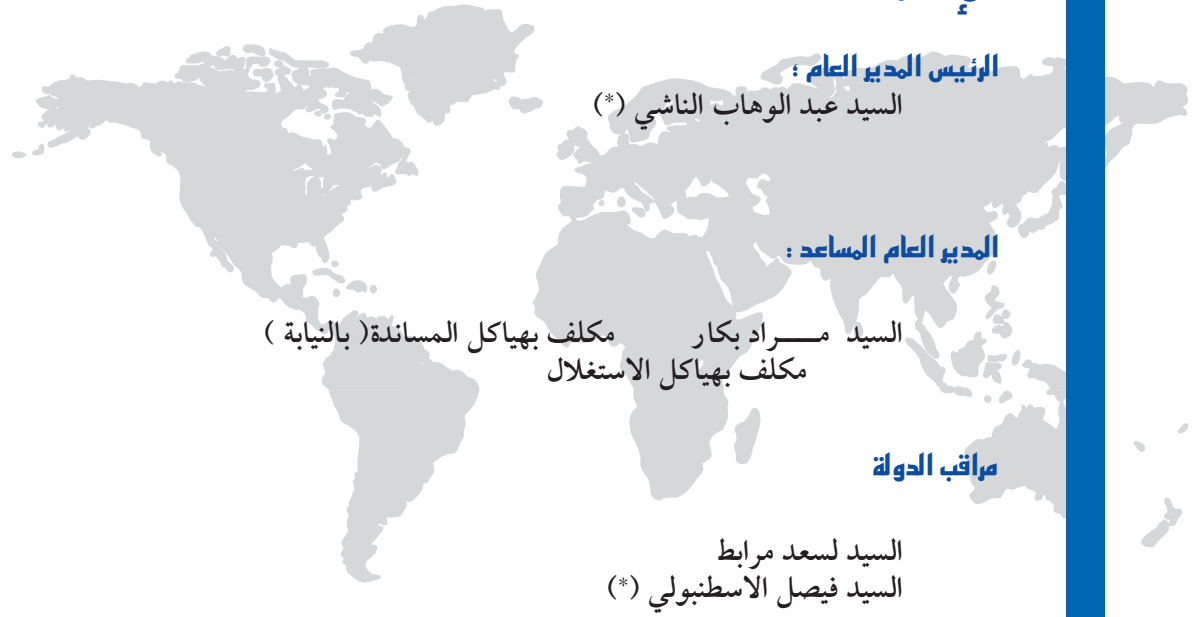 الرئيس المدير العام :
السيد عبد الوهاب الناشي (*)
المدير العام المساعد :
السيد مـــراد بكار مكلف بهياكل المساندة( بالنيابة )
مكلف بهياكل الاستغلال
مراقب الدولة
السيد لسعد مرابط
السيد فيصل الاسطنبولي (*)